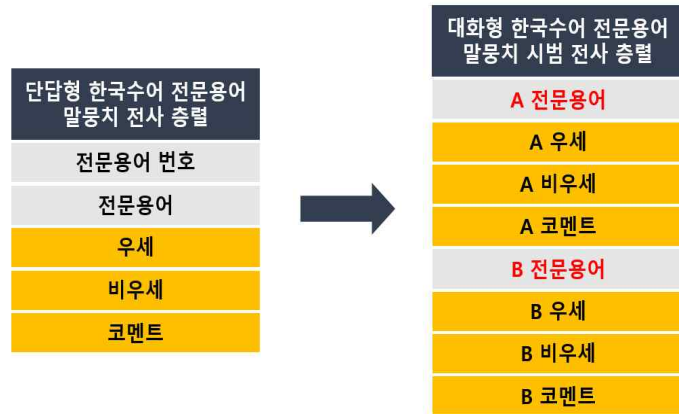 단답형 한국수어 전문용어
말뭉치 전사 층렬
전문용어 번호
전문용어
우세
비우세
코멘트
대화형 한국수어 전문용어
말뭉치 시범 전사 층렬
A 전문용어
A 우세
A 비우세
A 코멘트
B 전문용어
B 우세
B 비우세
B 코멘트